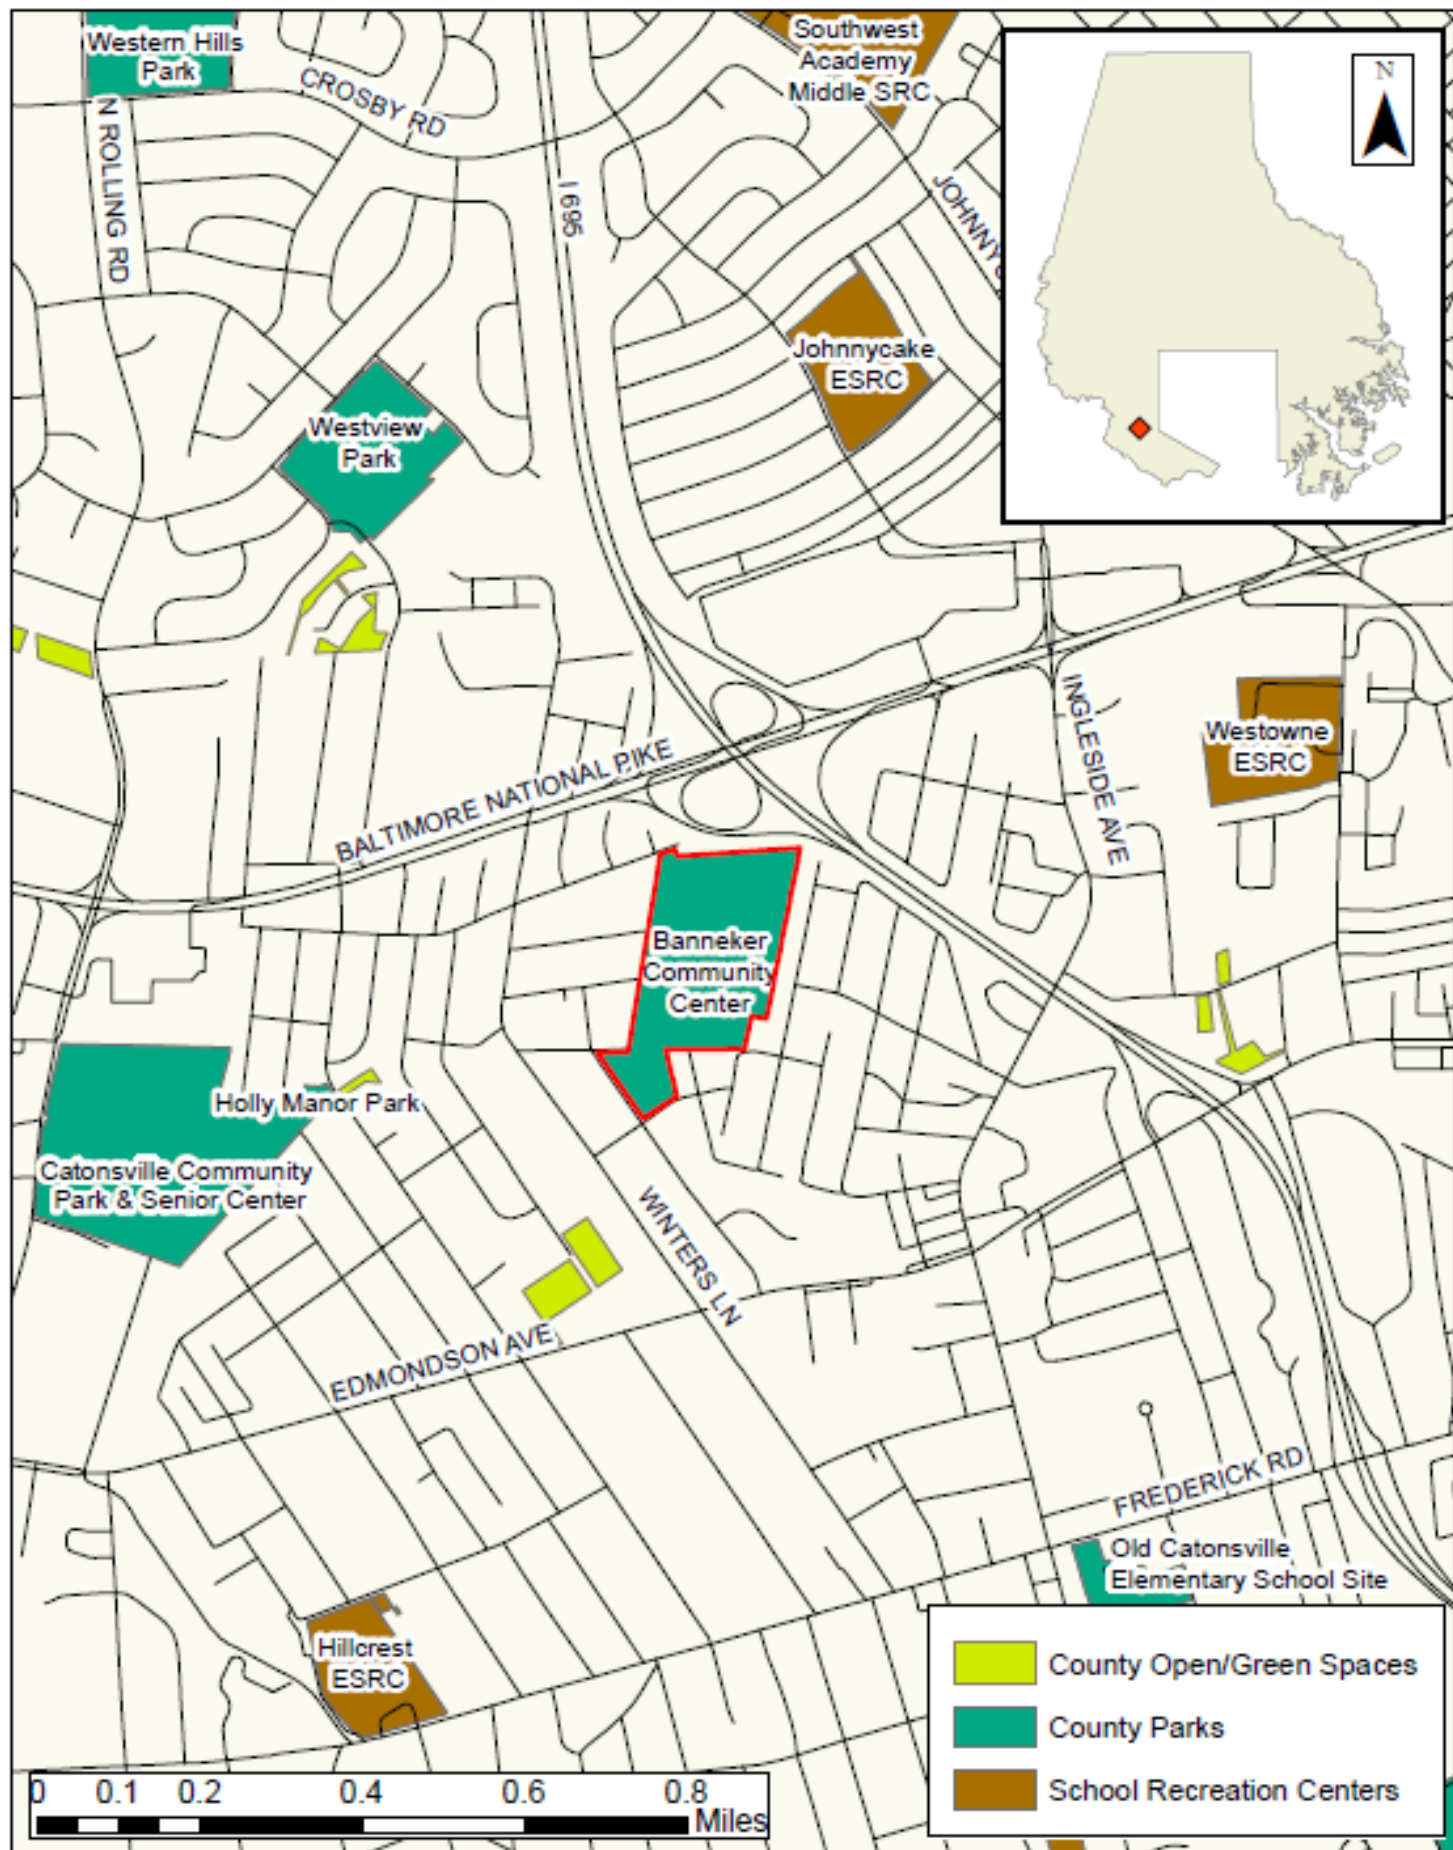 Western Hills
Park
CROSBY RD
Southwest
Academy
Middle SRC
N
N ROLLING RD
I 695
Johnnycake
ESRC
Westview
Park
INGLESIDE AVE
Westowne
ESRC
BALTIMORE NATIONAL PIKE
Banneker
Community
Center
Holly Manor Park
Catonsville Community
Park & Senior Center
WINTERS LN
EDMONDSON AVE
FREDERICK RD
Old Catonsville
Elementary School Site
Hillcrest
ESRC
County Open/Green Spaces
County Parks
School Recreation Centers
0 0.1 0.2 0.4 0.6 0.8
Miles